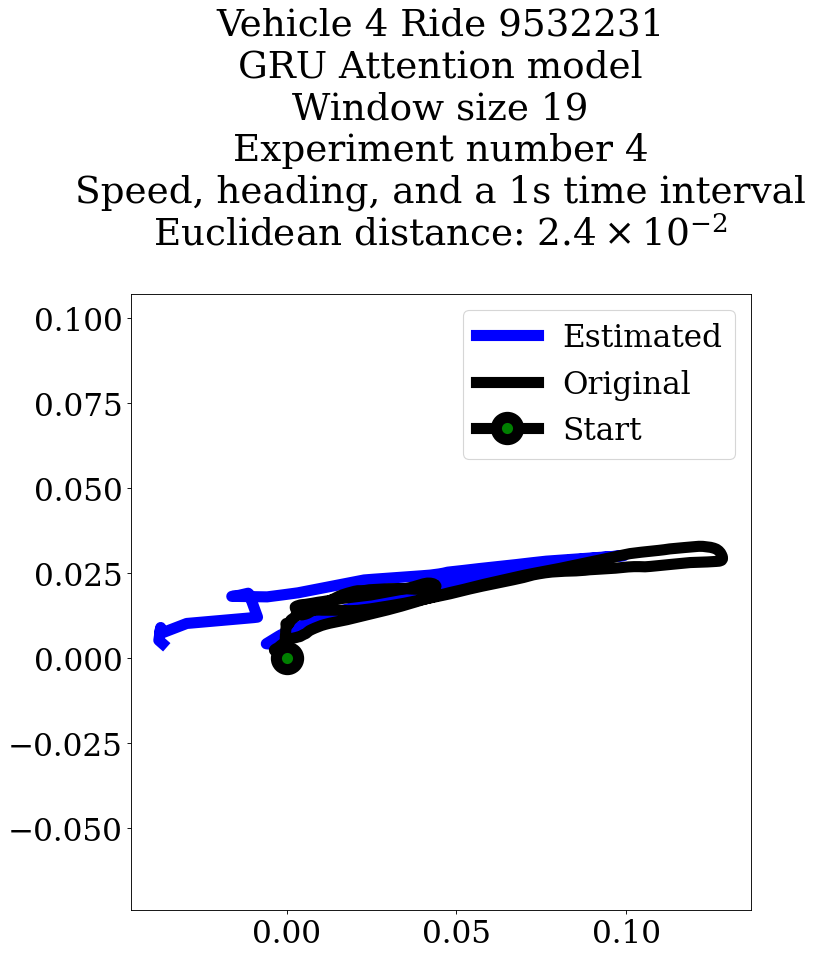 Vehicle 4 Ride 9532231
GRU Attention model
Window size 19
Experiment number 4
Speed, heading, and a 1s time interval
Euclidean distance: 2.4 × 10⁻²
Estimated
Original
Start
0.100
0.075
0.050
0.025
0.000
−0.025
−0.050
0.00 0.05 0.10